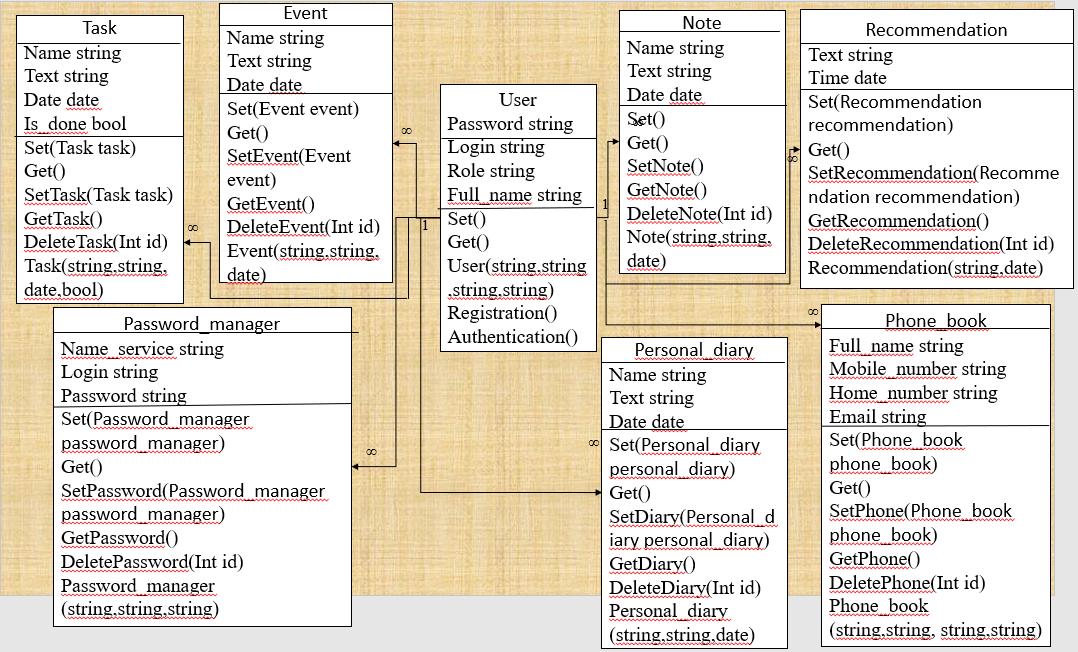 Task
Name string
Text string
Date date
Is_done bool
Set(Task task)
Get()
SetTask(Task task)
GetTask()
DeleteTask(Int id)
Task(string,string,
date,bool)
Event
Name string
Text string
Date date
Set(Event event)
Get()
SetEvent(Event
event)
GetEvent()
DeleteEvent(Int id)
Event(string,string,
date)
User
Password string
Login string
Role string
Full_name string
Set()
Get()
User(string,string
,string,string)
Registration()
Authentication()
Note
Name string
Text string
Date date
Set()
Get()
SetNote()
GetNote()
DeleteNote(Int id)
Note(string,string,
date)
Recommendation
Text string
Time date
Set(Recommendation
recommendation)
Get()
SetRecommendation(Recomme
ndation recommendation)
GetRecommendation()
DeleteRecommendation(Int id)
Recommendation(string,date)
∞
∞
∞
∞
1
1
Password_manager
Name_service string
Login string
Password string
Set(Password_manager
password_manager)
Get()
SetPassword(Password_manager
password_manager)
GetPassword()
DeletePassword(Int id)
Password_manager
(string,string,string)
∞
∞
∞
Personal_diary
Name string
Text string
Date date
Set(Personal_diary
personal_diary)
Get()
SetDiary(Personal_d
iary personal_diary)
GetDiary()
DeleteDiary(Int id)
Personal_diary
(string,string,date)
Phone_book
Full_name string
Mobile_number string
Home_number string
Email string
Set(Phone_book
phone_book)
Get()
SetPhone(Phone_book
phone_book)
GetPhone()
DeletePhone(Int id)
Phone_book
(string,string, string,string)